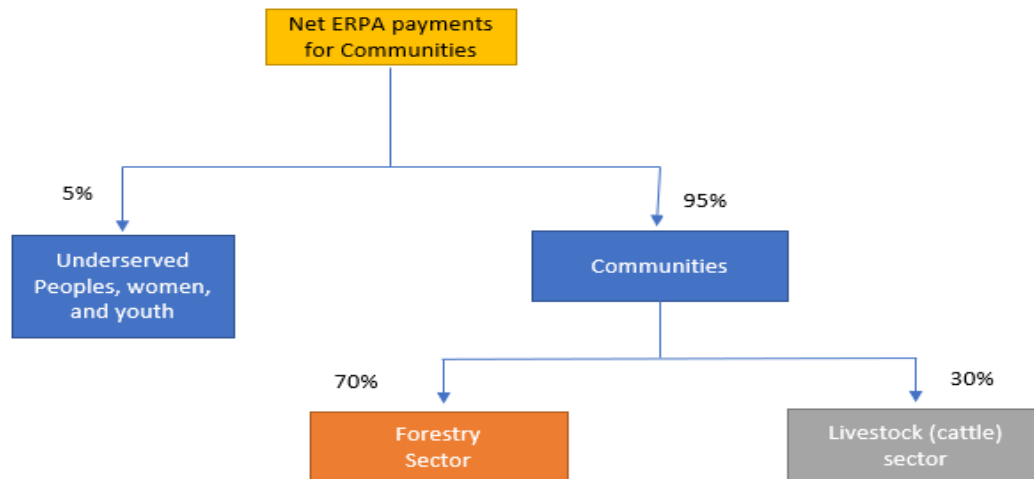 Net ERPA payments
for Communities
5%
95%
Underserved
Peoples, women,
and youth
Communities
70%
30%
Forestry
Sector
Livestock (cattle)
sector